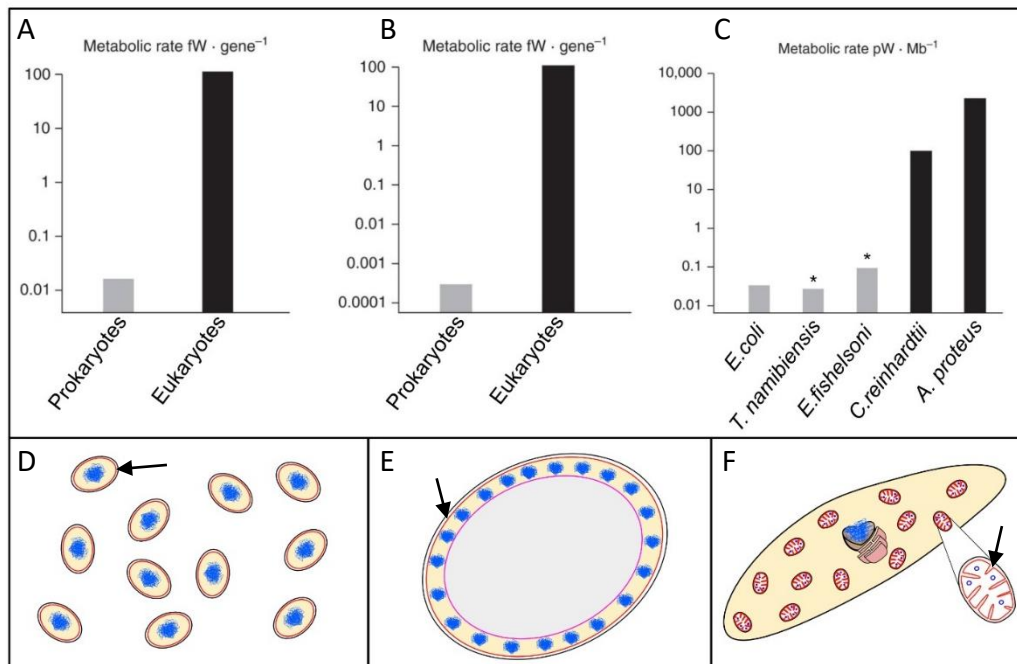 A
Metabolic rate fW · gene⁻¹
100
10
1
0.1
0.01
Prokaryotes
Eukaryotes
B
Metabolic rate fW · gene⁻¹
100
10
1
0.1
0.01
0.001
0.0001
Prokaryotes
Eukaryotes
C
Metabolic rate pW · Mb⁻¹
10,000
1000
100
10
1
0.1
0.01
* *
E.coli
T. namibiensis
E.fishelsoni
C.reinhardtii
A. proteus
D
E
F